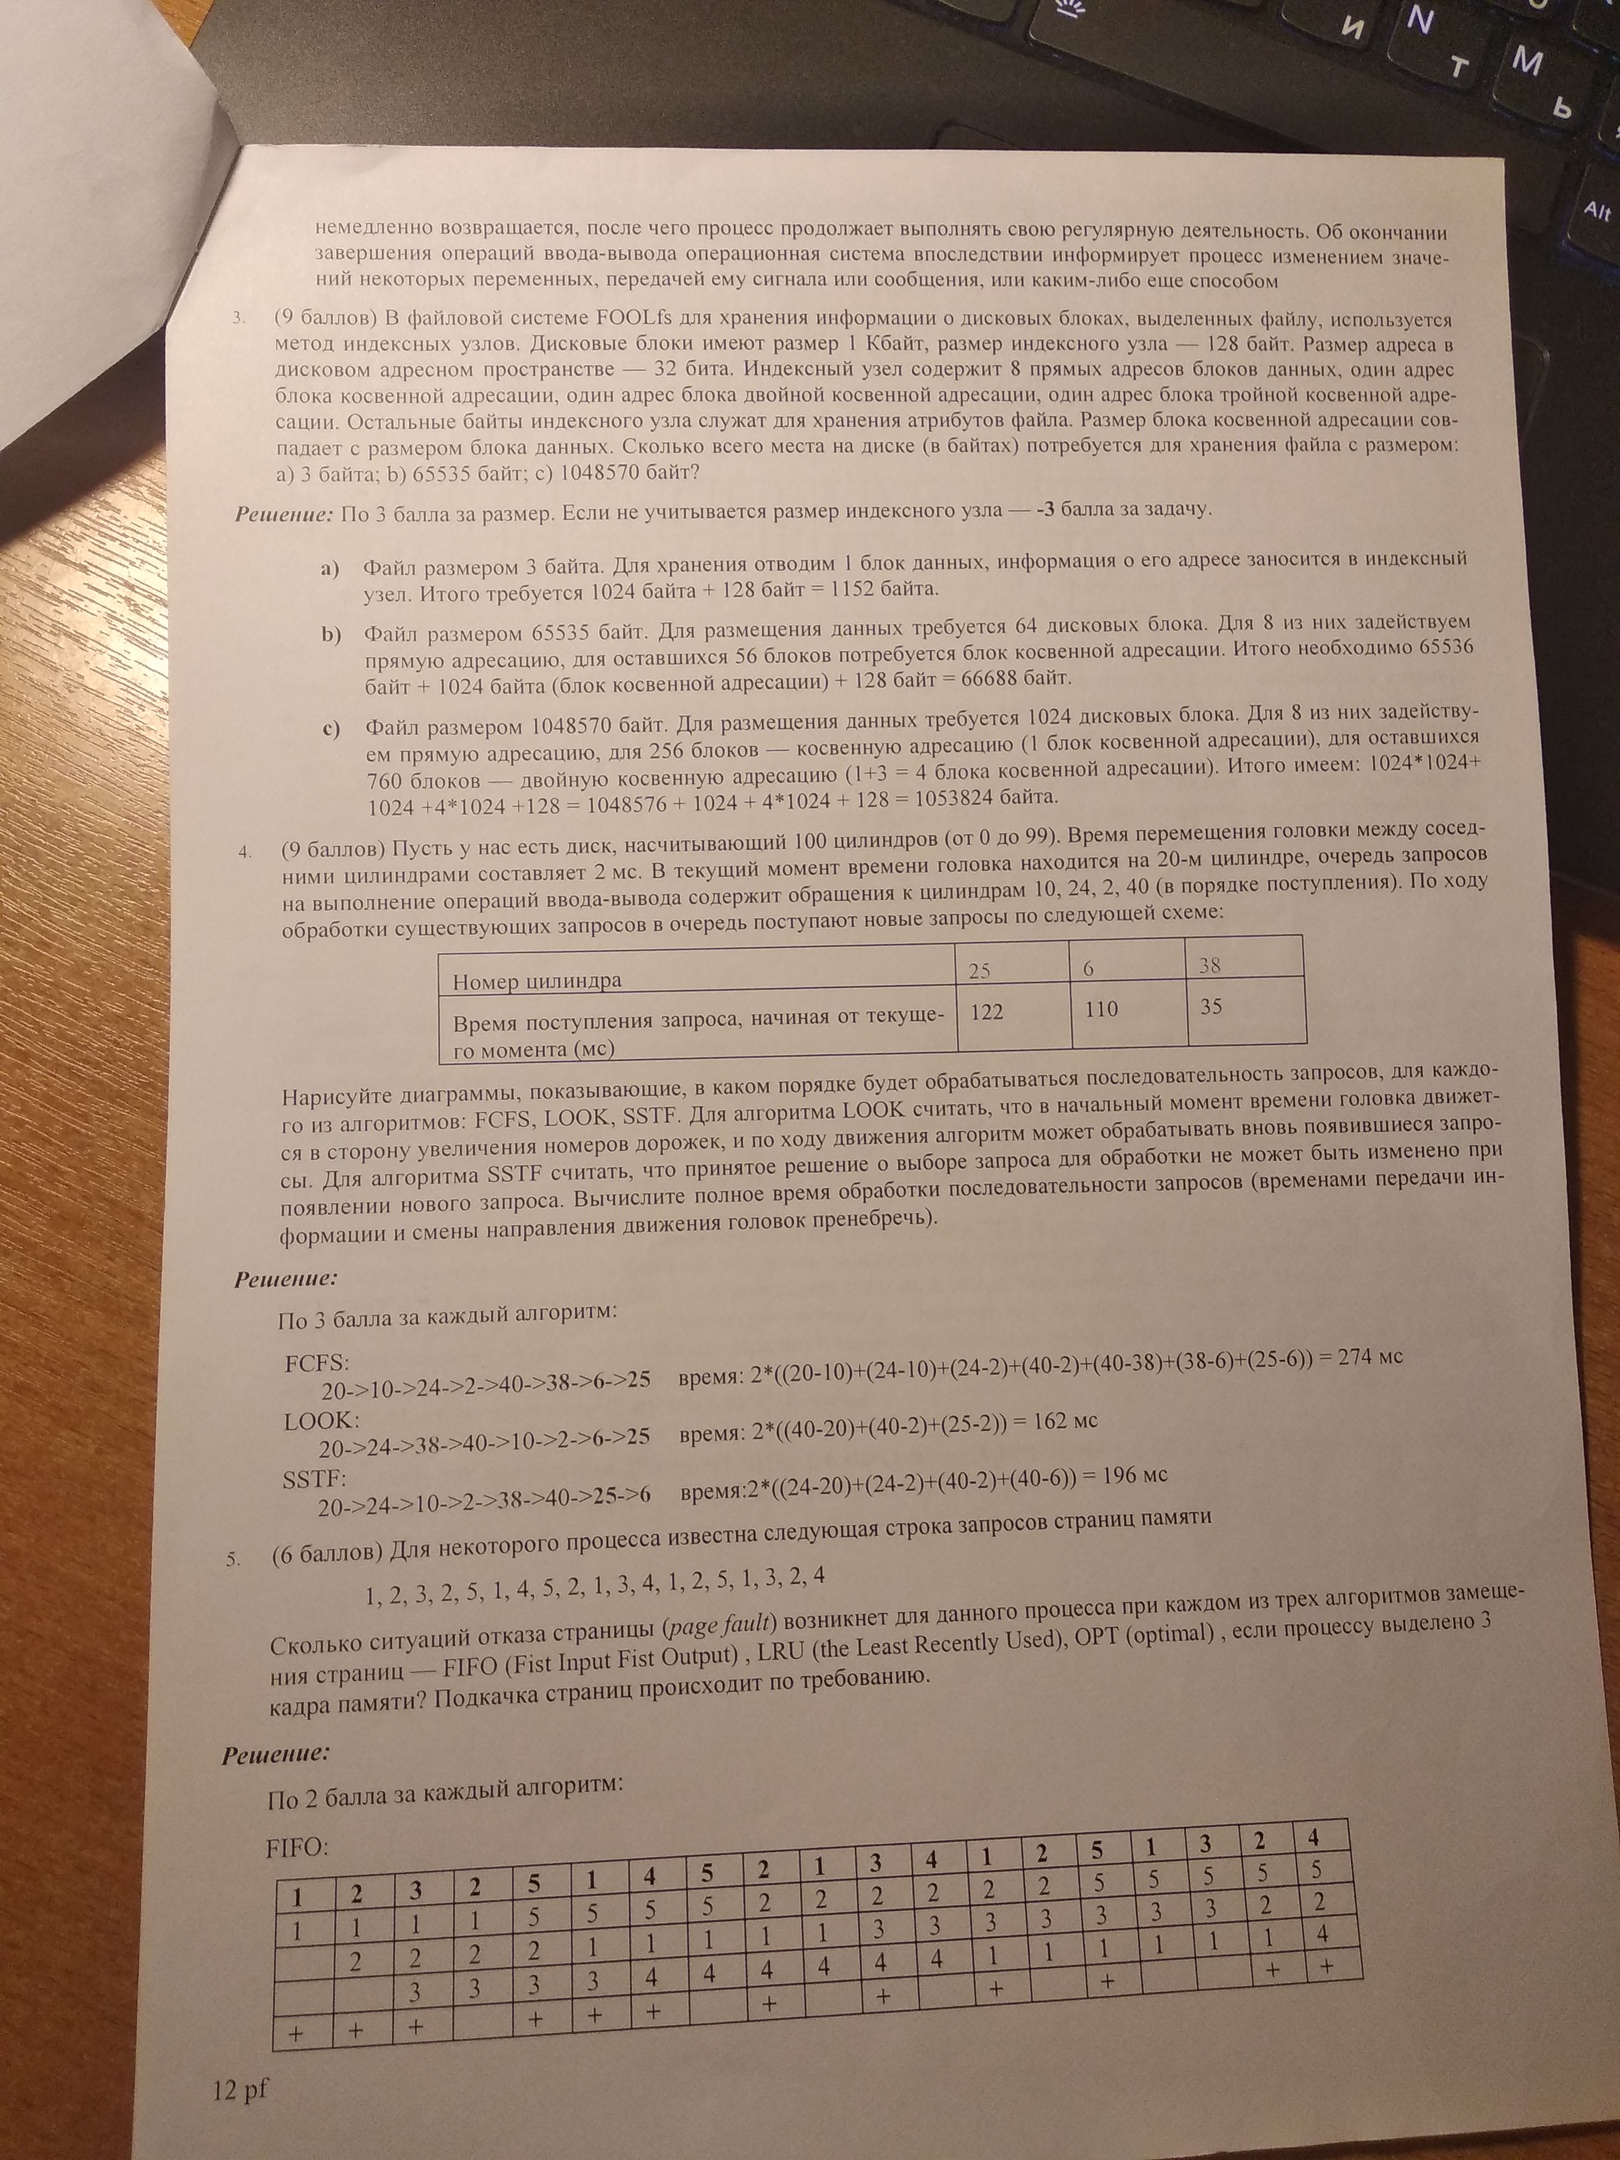 И
N
Т
М
Ь
Alt
немедленно возвращается, после чего процесс продолжает выполнять свою регулярную деятельность. Об окончании
завершения операций ввода-вывода операционная система впоследствии информирует процесс изменением значе-
ний некоторых переменных, передачей ему сигнала или сообщения, или каким-либо еще способом
3. (9 баллов) В файловой системе FOOLfs для хранения информации о дисковых блоках, выделенных файлу, используется
метод индексных узлов. Дисковые блоки имеют размер 1 Кбайт, размер индексного узла — 128 байт. Размер адреса в
дисковом адресном пространстве — 32 бита. Индексный узел содержит 8 прямых адресов блоков данных, один адрес
блока косвенной адресации, один адрес блока двойной косвенной адресации, один адрес блока тройной косвенной адре-
сации. Остальные байты индексного узла служат для хранения атрибутов файла. Размер блока косвенной адресации сов-
падает с размером блока данных. Сколько всего места на диске (в байтах) потребуется для хранения файла с размером:
a) 3 байта; b) 65535 байт; c) 1048570 байт?
Решение: По 3 балла за размер. Если не учитывается размер индексного узла — -3 балла за задачу.
a) Файл размером 3 байта. Для хранения отводим 1 блок данных, информация о его адресе заносится в индексный
узел. Итого требуется 1024 байта + 128 байт = 1152 байта.
b) Файл размером 65535 байт. Для размещения данных требуется 64 дисковых блока. Для 8 из них задействуем
прямую адресацию, для оставшихся 56 блоков потребуется блок косвенной адресации. Итого необходимо 65536
байт + 1024 байта (блок косвенной адресации) + 128 байт = 66688 байт.
c) Файл размером 1048570 байт. Для размещения данных требуется 1024 дисковых блока. Для 8 из них задейству-
ем прямую адресацию, для 256 блоков — косвенную адресацию (1 блок косвенной адресации), для оставшихся
760 блоков — двойную косвенную адресацию (1+3 = 4 блока косвенной адресации). Итого имеем: 1024*1024+
1024 +4*1024 +128 = 1048576 + 1024 + 4*1024 + 128 = 1053824 байта.
4. (9 баллов) Пусть у нас есть диск, насчитывающий 100 цилиндров (от 0 до 99). Время перемещения головки между сосед-
ними цилиндрами составляет 2 мс. В текущий момент времени головка находится на 20-м цилиндре, очередь запросов
на выполнение операций ввода-вывода содержит обращения к цилиндрам 10, 24, 2, 40 (в порядке поступления). По ходу
обработки существующих запросов в очередь поступают новые запросы по следующей схеме:
Номер цилиндра 25 6 38
Время поступления запроса, начиная от текуще- 122 110 35
го момента (мс)
Нарисуйте диаграммы, показывающие, в каком порядке будет обрабатываться последовательность запросов, для каждо-
го из алгоритмов: FCFS, LOOK, SSTF. Для алгоритма LOOK считать, что в начальный момент времени головка движет-
ся в сторону увеличения номеров дорожек, и по ходу движения алгоритм может обрабатывать вновь появившиеся запро-
сы. Для алгоритма SSTF считать, что принятое решение о выборе запроса для обработки не может быть изменено при
появлении нового запроса. Вычислите полное время обработки последовательности запросов (временами передачи ин-
формации и смены направления движения головок пренебречь).
Решение:
По 3 балла за каждый алгоритм:
FCFS:
20->10->24->2->40->38->6->25 время: 2*((20-10)+(24-10)+(24-2)+(40-2)+(40-38)+(38-6)+(25-6)) = 274 мс
LOOK:
20->24->38->40->10->2->6->25 время: 2*((40-20)+(40-2)+(25-2)) = 162 мс
SSTF:
20->24->10->2->38->40->25->6 время:2*((24-20)+(24-2)+(40-2)+(40-6)) = 196 мс
5. (6 баллов) Для некоторого процесса известна следующая строка запросов страниц памяти
1, 2, 3, 2, 5, 1, 4, 5, 2, 1, 3, 4, 1, 2, 5, 1, 3, 2, 4
Сколько ситуаций отказа страницы (page fault) возникнет для данного процесса при каждом из трех алгоритмов замеще-
ния страниц — FIFO (Fist Input Fist Output) , LRU (the Least Recently Used), OPT (optimal) , если процессу выделено 3
кадра памяти? Подкачка страниц происходит по требованию.
Решение:
По 2 балла за каждый алгоритм:
FIFO:
1 2 3 2 5 1 4 5 2 1 3 4 1 2 5 1 3 2 4
1 1 1 1 5 5 5 5 2 2 2 2 2 2 5 5 5 5 5
2 2 2 2 1 1 1 1 1 3 3 3 3 3 3 3 2 2
3 3 3 3 4 4 4 4 4 4 1 1 1 1 1 1 4
+ + + + + + + + + + + +
12 pf